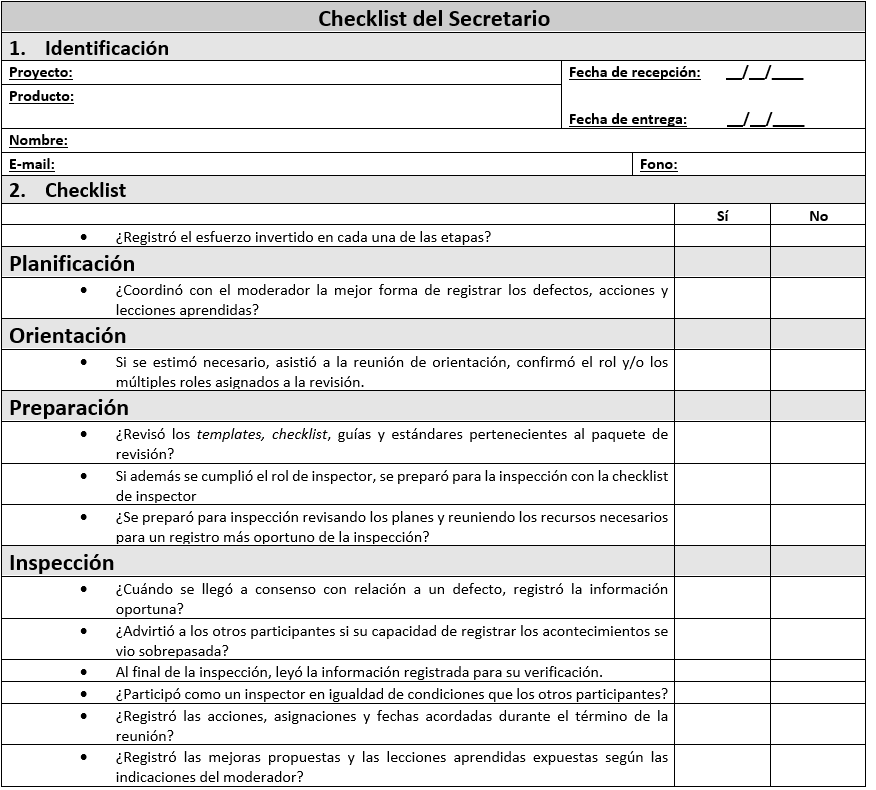 Checklist del Secretario
1. Identificación
Proyecto:
Fecha de recepción: __/__/____
Producto:
Fecha de entrega: __/__/____
Nombre:
E-mail:
Fono:
2. Checklist
Sí No
• ¿Registró el esfuerzo invertido en cada una de las etapas?
Planificación
• ¿Coordinó con el moderador la mejor forma de registrar los defectos, acciones y
lecciones aprendidas?
Orientación
• Si se estimó necesario, asistió a la reunión de orientación, confirmó el rol y/o los
múltiples roles asignados a la revisión.
Preparación
• ¿Revisó los templates, checklist, guías y estándares pertenecientes al paquete de
revisión?
• Si además se cumplió el rol de inspector, se preparó para la inspección con la checklist
de inspector
• ¿Se preparó para inspección revisando los planes y reuniendo los recursos necesarios
para un registro más oportuno de la inspección?
Inspección
• ¿Cuándo se llegó a consenso con relación a un defecto, registró la información
oportuna?
• ¿Advirtió a los otros participantes si su capacidad de registrar los acontecimientos se
vio sobrepasada?
• Al final de la inspección, leyó la información registrada para su verificación.
• ¿Participó como un inspector en igualdad de condiciones que los otros participantes?
• ¿Registró las acciones, asignaciones y fechas acordadas durante el término de la
reunión?
• ¿Registró las mejoras propuestas y las lecciones aprendidas expuestas según las
indicaciones del moderador?